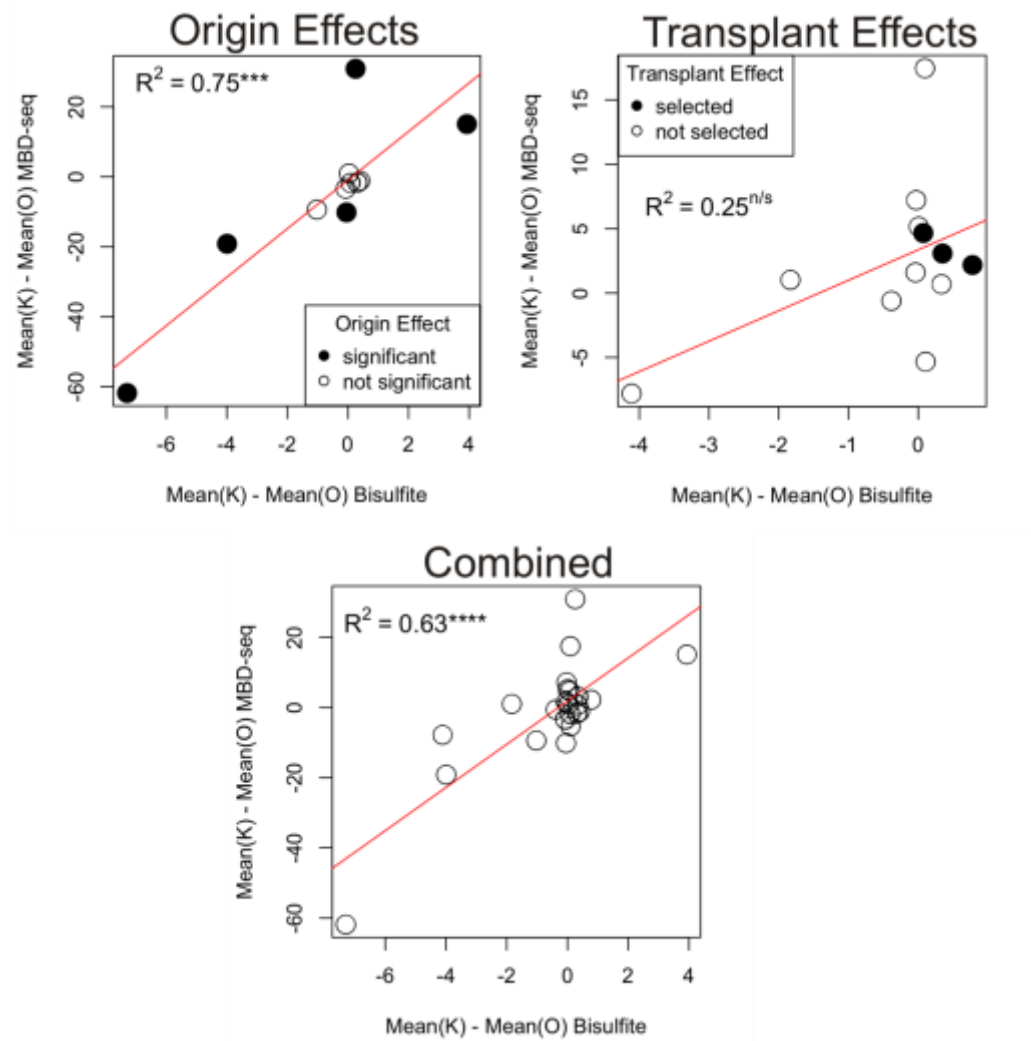 Origin Effects
R² = 0.75***
Mean(K) - Mean(O) MBD-seq
20
0
-20
-40
-60
Origin Effect
significant
not significant
-6 -4 -2 0 2 4
Mean(K) - Mean(O) Bisulfite
Transplant Effects
Transplant Effect
selected
not selected
R² = 0.25n/s
Mean(K) - Mean(O) MBD-seq
15
10
5
0
-5
-4 -3 -2 -1 0
Mean(K) - Mean(O) Bisulfite
Combined
R² = 0.63****
Mean(K) - Mean(O) MBD-seq
20
0
-20
-40
-60
-6 -4 -2 0 2 4
Mean(K) - Mean(O) Bisulfite